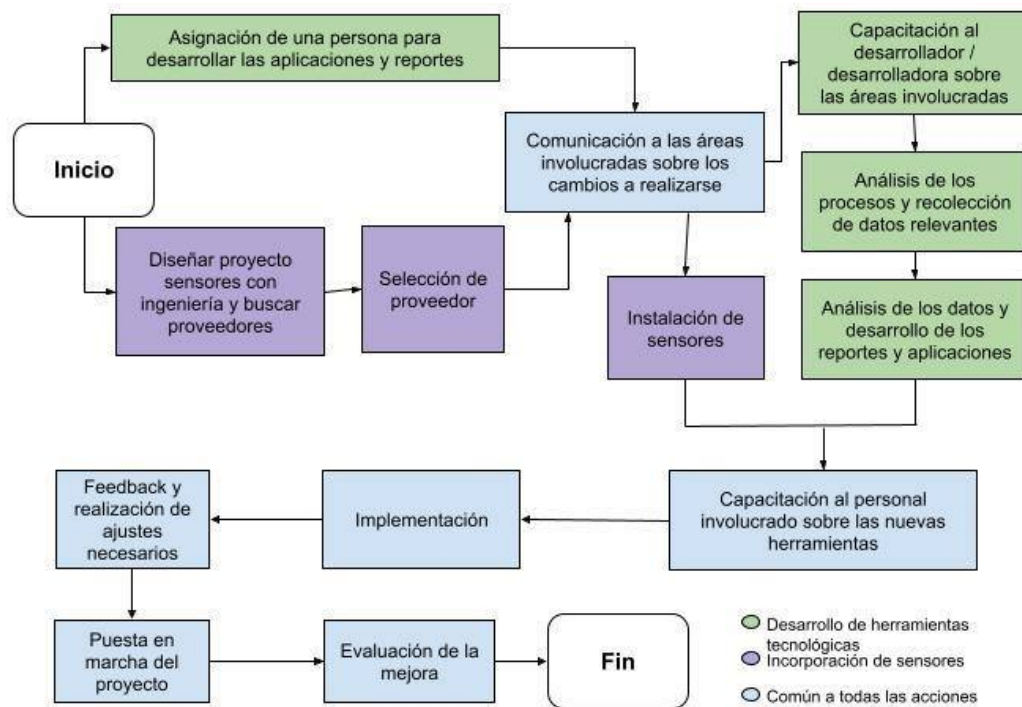 Asignación de una persona para
desarrollar las aplicaciones y reportes
Capacitación al
desarrollador /
desarrolladora sobre
las áreas involucradas
Inicio
Comunicación a las áreas
involucradas sobre los
cambios a realizarse
Análisis de los
procesos y recolección
de datos relevantes
Diseñar proyecto
sensores con
ingeniería y buscar
proveedores
Selección de
proveedor
Instalación de
sensores
Análisis de los datos y
desarrollo de los
reportes y aplicaciones
Feedback y
realización de
ajustes
necesarios
Implementación
Capacitación al personal
involucrado sobre las nuevas
herramientas
Puesta en
marcha del
proyecto
Evaluación de la
mejora
Fin
Desarrollo de herramientas
tecnológicas
Incorporación de sensores
Común a todas las acciones